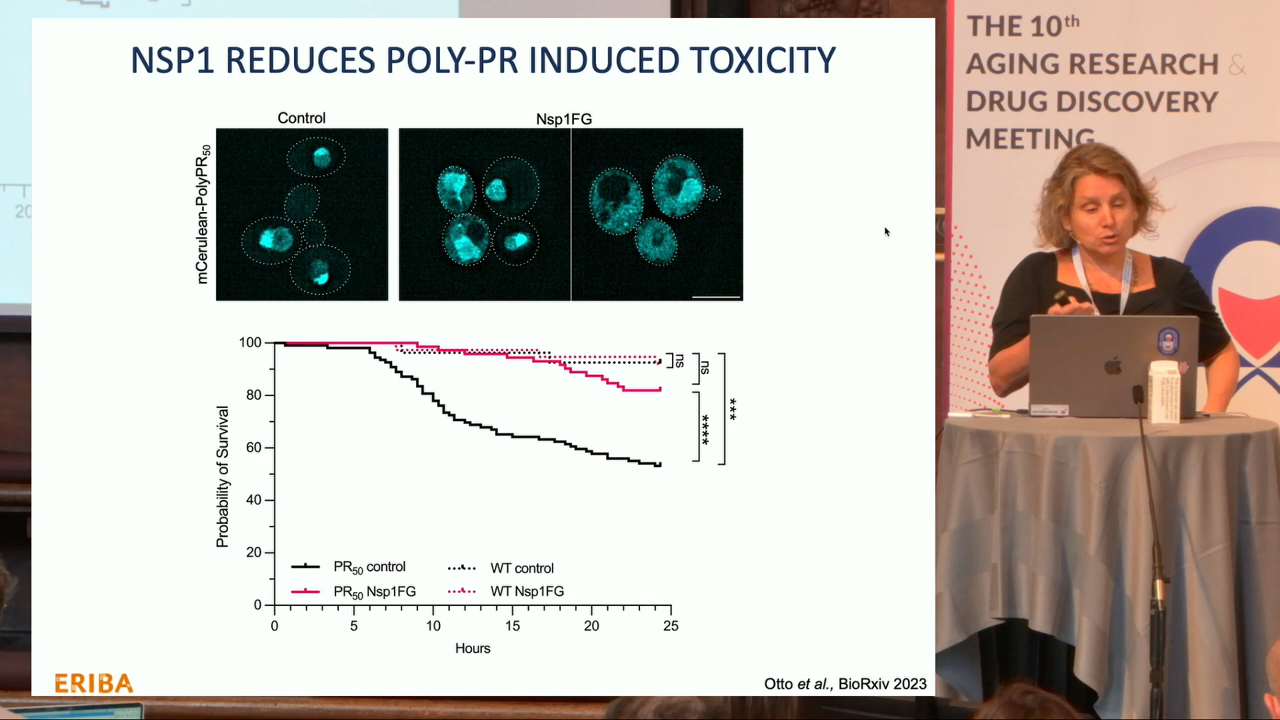 NSP1 REDUCES POLY-PR INDUCED TOXICITY
Control
Nsp1FG
mCerulean-PolyPR50
100
80
60
40
20
0
Probability of Survival
0 5 10 15 20 25
Hours
PR50 control
PR50 Nsp1FG
WT control
WT Nsp1FG
ns
ns
****
***
ERIBA
Otto et al., BioRxiv 2023
20
THE 10th
AGING RESEARCH &
DRUG DISCOVERY
MEETING